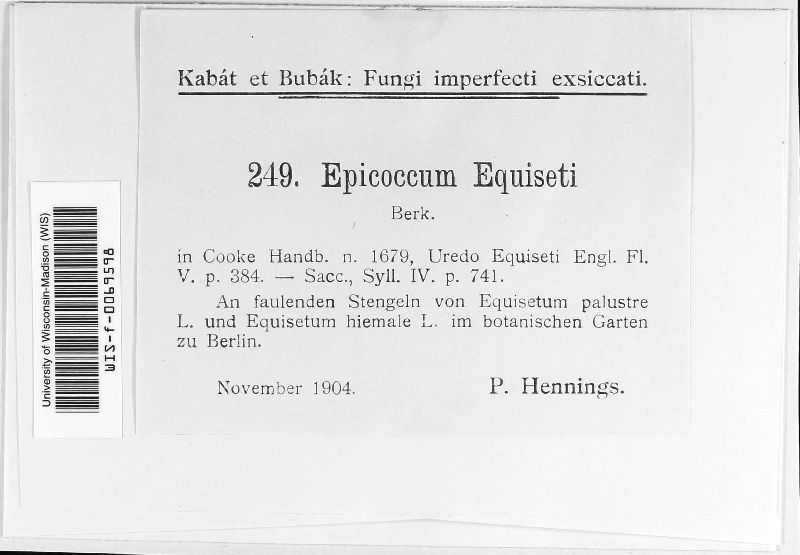 Kabát et Bubák: Fungi imperfecti exsiccati.
249. Epicoccum Equiseti
Berk.
in Cooke Handb. n. 1679, Uredo Equiseti Engl. Fl.
V. p. 384. — Sacc., Syll. IV. p. 741.
An faulenden Stengeln von Equisetum palustre
L. und Equisetum hiemale L. im botanischen Garten
zu Berlin.
November 1904.
P. Hennings.
University of Wisconsin-Madison (WIS)
WIS-f-0069598